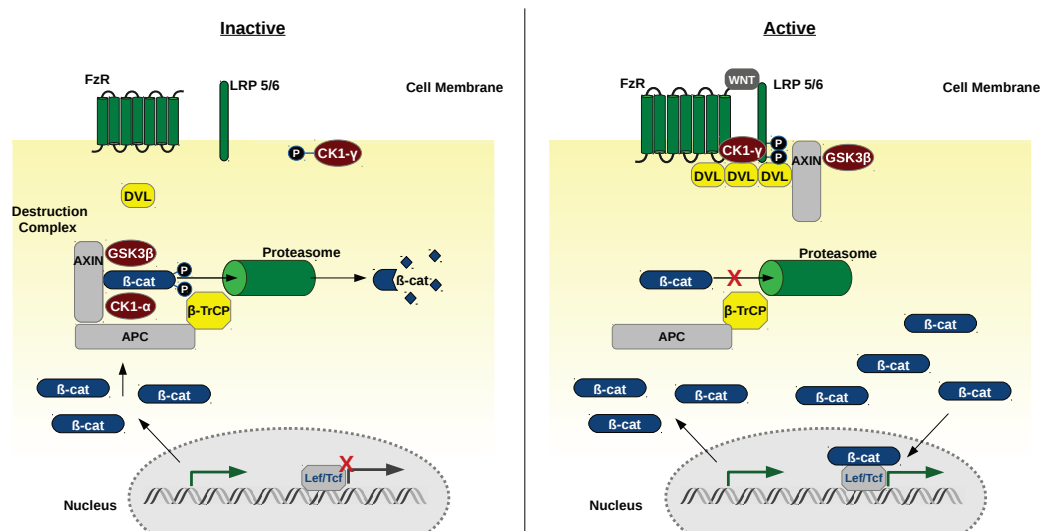 Inactive
FzR
LRP 5/6
Cell Membrane
P
CK1-γ
DVL
Destruction
Complex
AXIN
GSK3β
ß-cat
P
P
CK1-α
Proteasome
ß-cat
β-TrCP
APC
ß-cat
ß-cat
ß-cat
X
Lef/Tcf
Nucleus
Active
FzR
WNT
LRP 5/6
Cell Membrane
CK1-γ
P
P
AXIN
GSK3β
DVL
DVL
DVL
Proteasome
ß-cat
X
β-TrCP
APC
ß-cat
ß-cat
ß-cat
ß-cat
ß-cat
ß-cat
ß-cat
ß-cat
Lef/Tcf
Nucleus